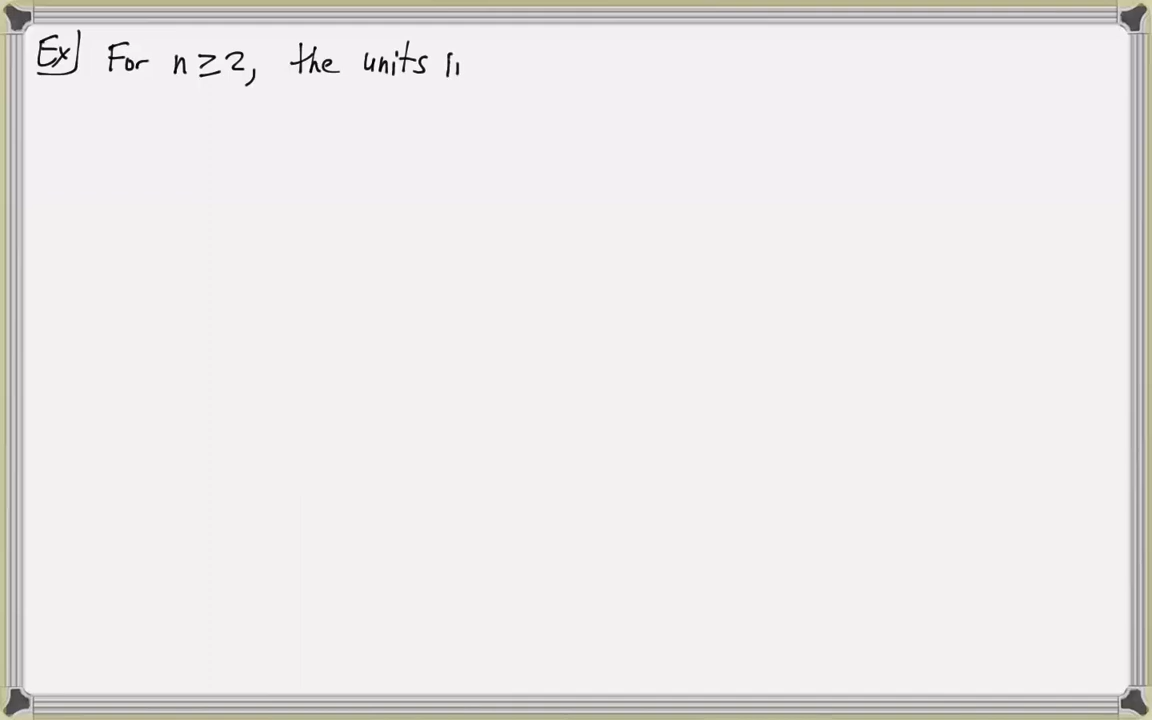 Ex) For n ≥ 2, the units